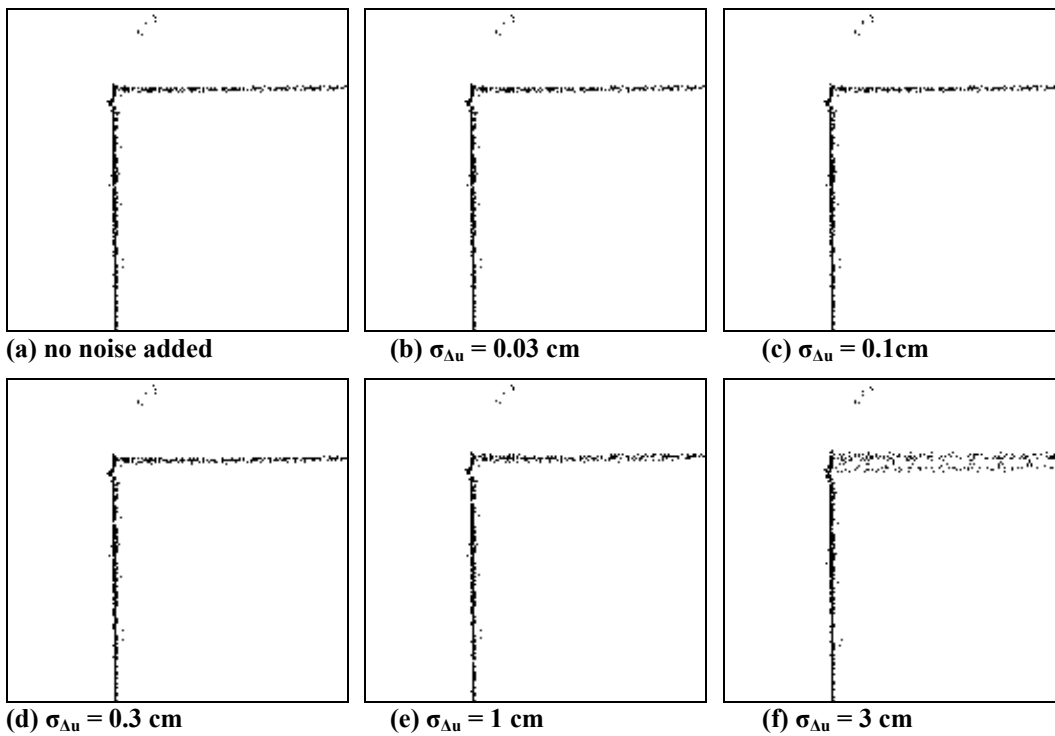 (a) no noise added
(b) σΔu = 0.03 cm
(c) σΔu = 0.1cm
(d) σΔu = 0.3 cm
(e) σΔu = 1 cm
(f) σΔu = 3 cm